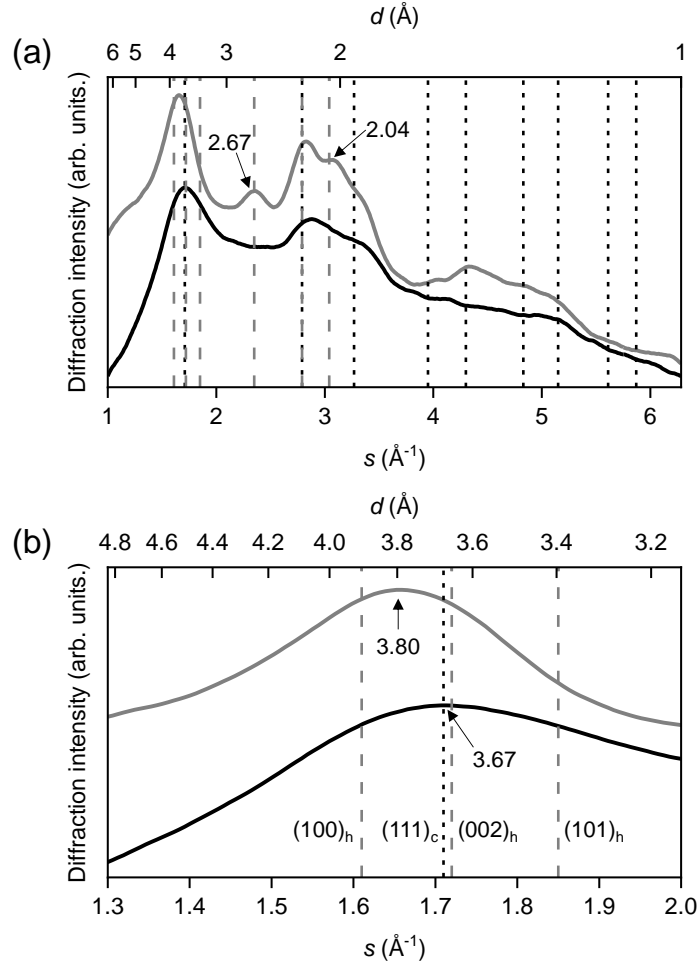 d (Å)
6 5 4 3 2 1
(a)
2.67
2.04
Diffraction intensity (arb. units.)
1 2 3 4 5 6
s (Å⁻¹)
d (Å)
4.8 4.6 4.4 4.2 4.0 3.8 3.6 3.4 3.2
(b)
3.80
3.67
Diffraction intensity (arb. units.)
(100)ₕ (111)c (002)ₕ (101)ₕ
1.3 1.4 1.5 1.6 1.7 1.8 1.9 2.0
s (Å⁻¹)